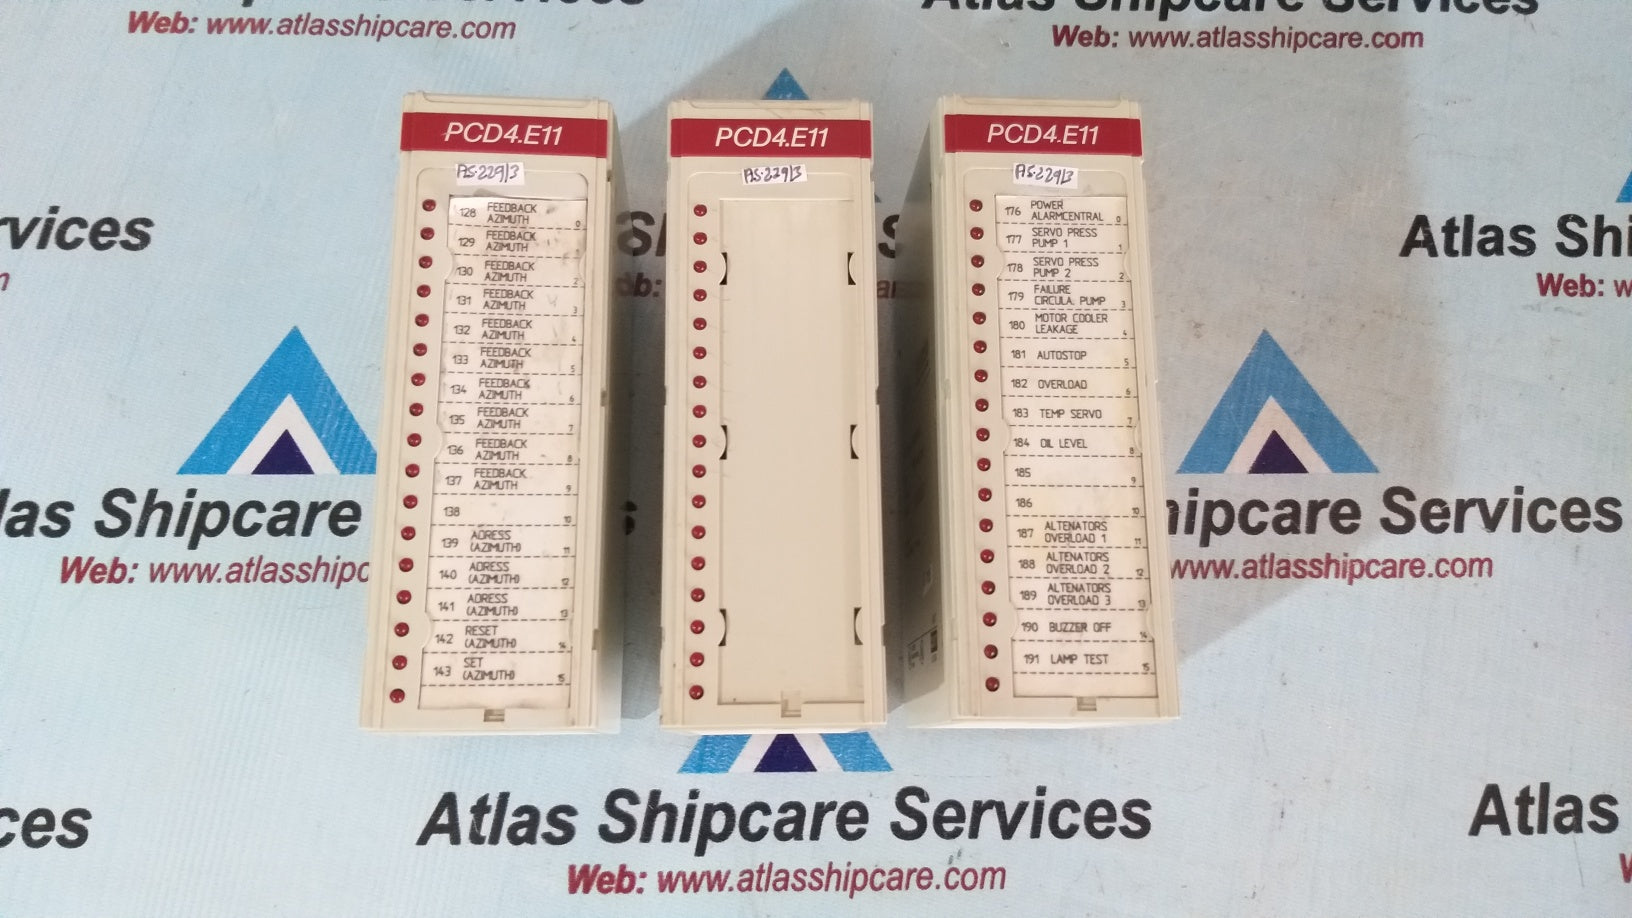 Atlas Shipcare Services
Web: www.atlasshipcare.com
Web: www.atlasshipcare.com
PCD4.E11
AS-229/3
128 FEEDBACK AZIMUTH 0
129 FEEDBACK AZIMUTH 1
130 FEEDBACK AZIMUTH 2
131 FEEDBACK AZIMUTH 3
132 FEEDBACK AZIMUTH 4
133 FEEDBACK AZIMUTH 5
134 FEEDBACK AZIMUTH 6
135 FEEDBACK AZIMUTH 7
136 FEEDBACK AZIMUTH 8
137 FEEDBACK AZIMUTH 9
138 10
139 ADRESS (AZIMUTH) 11
140 ADRESS (AZIMUTH) 12
141 ADRESS (AZIMUTH) 13
142 RESET (AZIMUTH) 14
143 SET (AZIMUTH) 15
PCD4.E11
AS-229/3
PCD4.E11
AS-229/3
176 POWER ALARMCENTRAL 0
177 SERVO PRESS PUMP 1 1
178 SERVO PRESS PUMP 2 2
179 FAILURE CIRCULA. PUMP 3
180 MOTOR COOLER LEAKAGE 4
181 AUTOSTOP 5
182 OVERLOAD 6
183 TEMP SERVO 7
184 OIL LEVEL 8
185 9
186 10
187 ALTENATORS OVERLOAD 1 11
188 ALTENATORS OVERLOAD 2 12
189 ALTENATORS OVERLOAD 3 13
190 BUZZER OFF 14
191 LAMP TEST 15
rvices
Atlas Shi
Web: w
las Shipcare
Web: www.atlasshipc
hipcare Services
www.atlasshipcare.com
ces
Atlas Shipcare Services
Web: www.atlasshipcare.com
Atlas